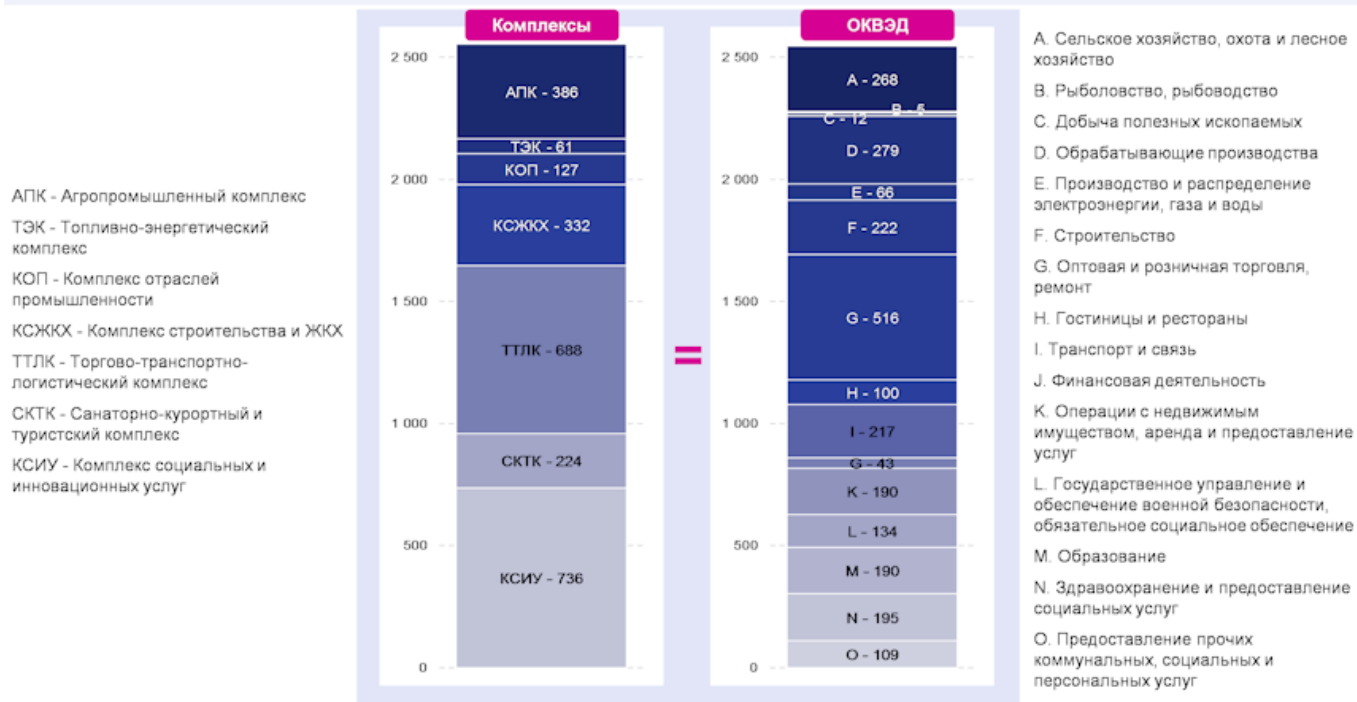 АПК - Агропромышленный комплекс
ТЭК - Топливно-энергетический
комплекс
КОП - Комплекс отраслей
промышленности
КСЖКХ - Комплекс строительства и ЖКХ
ТТЛК - Торгово-транспортно-
логистический комплекс
СКТК - Санаторно-курортный и
туристский комплекс
КСИУ - Комплекс социальных и
инновационных услуг
Комплексы
2 500
2 000
1 500
1 000
500
0
АПК - 386
ТЭК - 61
КОП - 127
КСЖКХ - 332
ТТЛК - 688
СКТК - 224
КСИУ - 736
=
ОКВЭД
2 500
2 000
1 500
1 000
500
0
A - 268
B - 5
C - 12
D - 279
E - 66
F - 222
G - 516
H - 100
I - 217
G - 43
K - 190
L - 134
M - 190
N - 195
O - 109
A. Сельское хозяйство, охота и лесное
хозяйство
B. Рыболовство, рыбоводство
C. Добыча полезных ископаемых
D. Обрабатывающие производства
E. Производство и распределение
электроэнергии, газа и воды
F. Строительство
G. Оптовая и розничная торговля,
ремонт
H. Гостиницы и рестораны
I. Транспорт и связь
J. Финансовая деятельность
K. Операции с недвижимым
имуществом, аренда и предоставление
услуг
L. Государственное управление и
обеспечение военной безопасности,
обязательное социальное обеспечение
M. Образование
N. Здравоохранение и предоставление
социальных услуг
O. Предоставление прочих
коммунальных, социальных и
персональных услуг